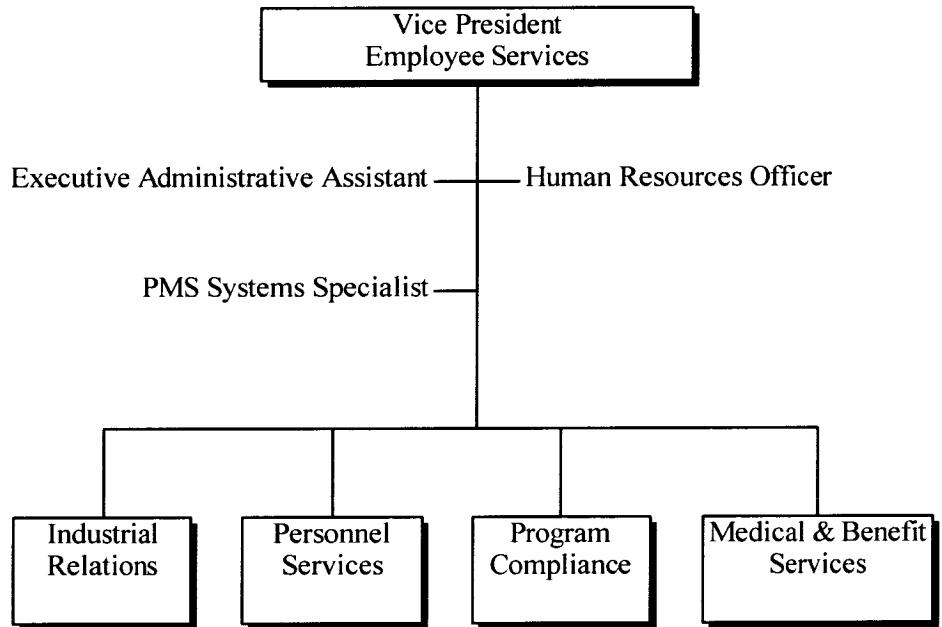 Vice President
Employee Services
Executive Administrative Assistant
Human Resources Officer
PMS Systems Specialist
Industrial
Relations
Personnel
Services
Program
Compliance
Medical & Benefit
Services